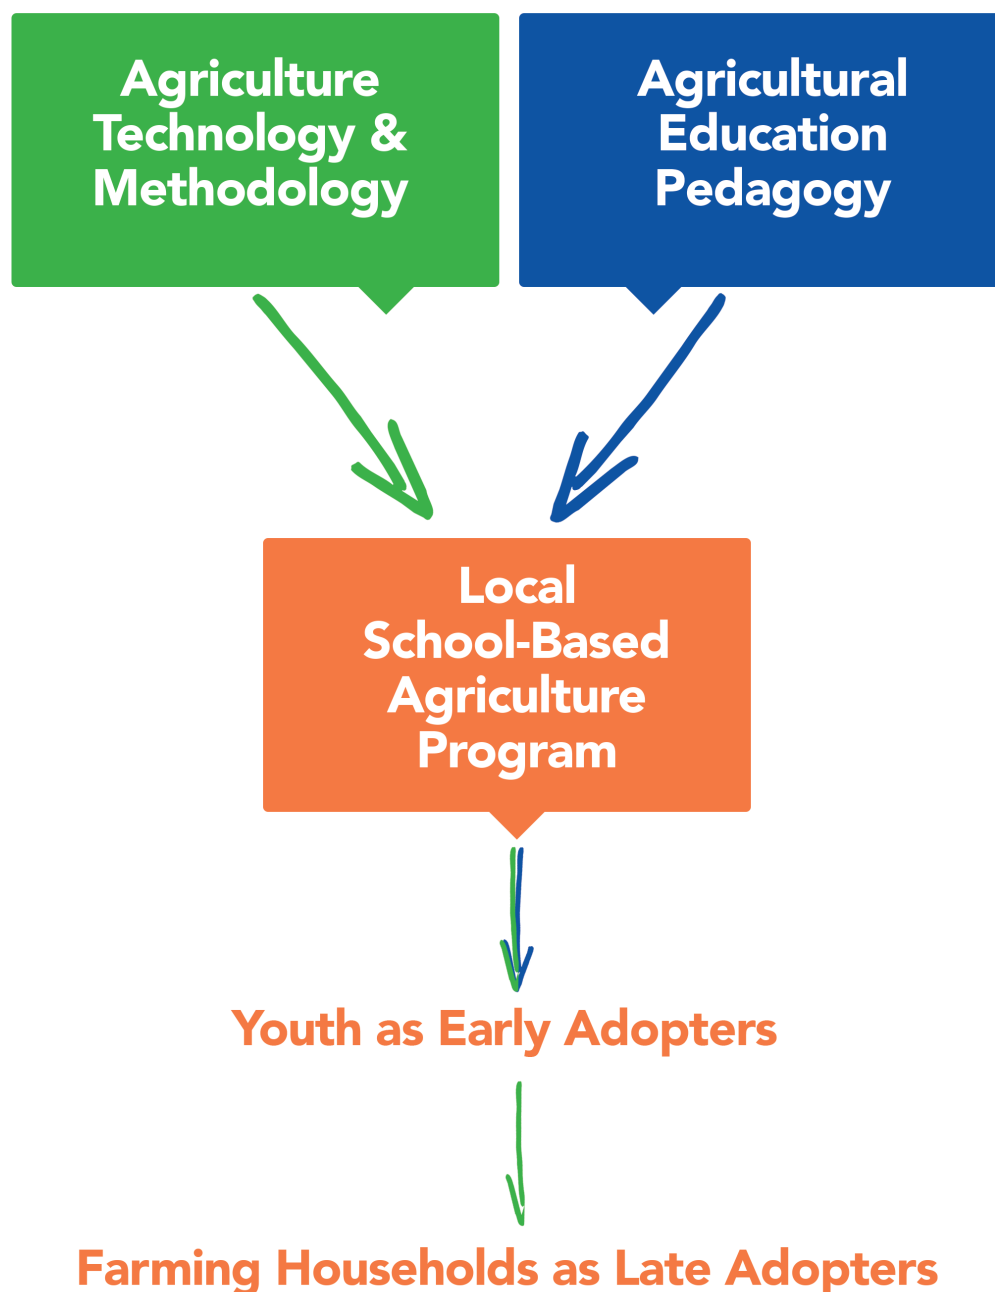 Agriculture
Technology &
Methodology
Agricultural
Education
Pedagogy
Local
School-Based
Agriculture
Program
Youth as Early Adopters
Farming Households as Late Adopters